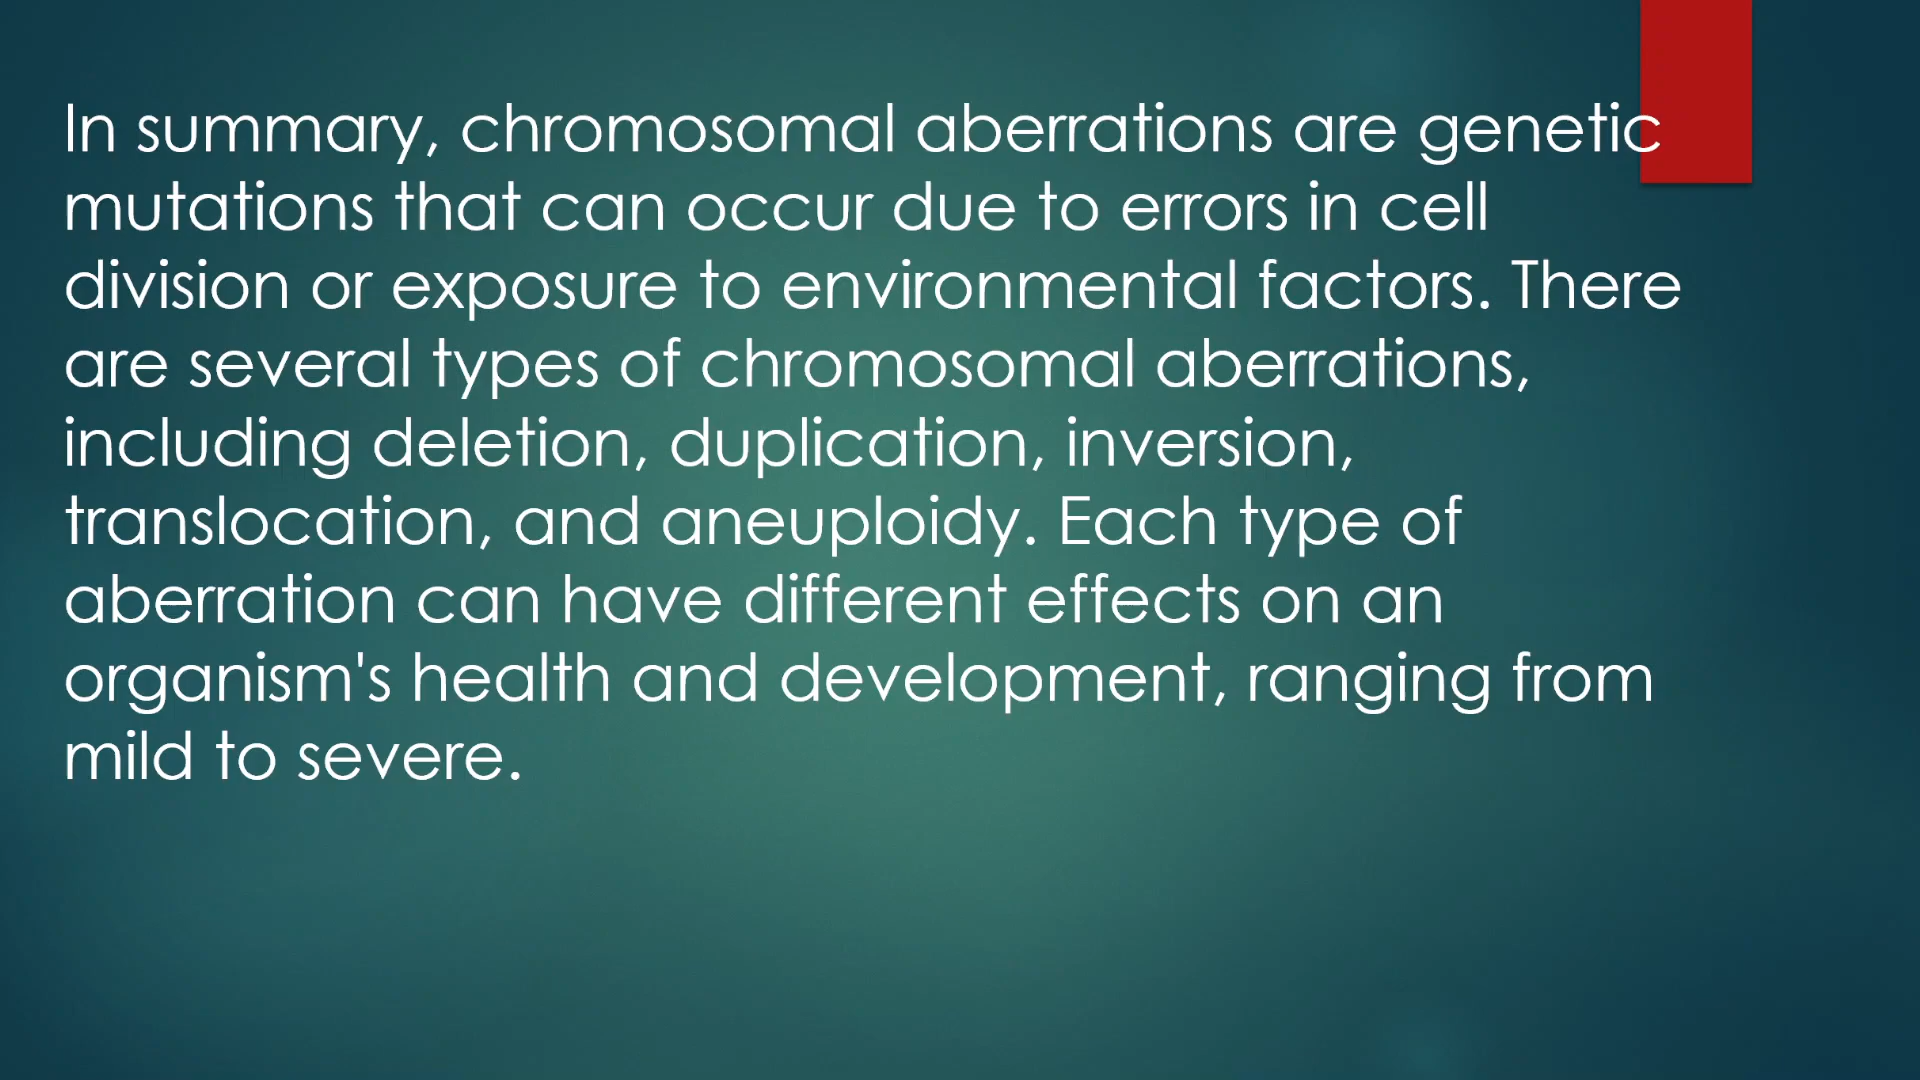 In summary, chromosomal aberrations are genetic
mutations that can occur due to errors in cell
division or exposure to environmental factors. There
are several types of chromosomal aberrations,
including deletion, duplication, inversion,
translocation, and aneuploidy. Each type of
aberration can have different effects on an
organism's health and development, ranging from
mild to severe.